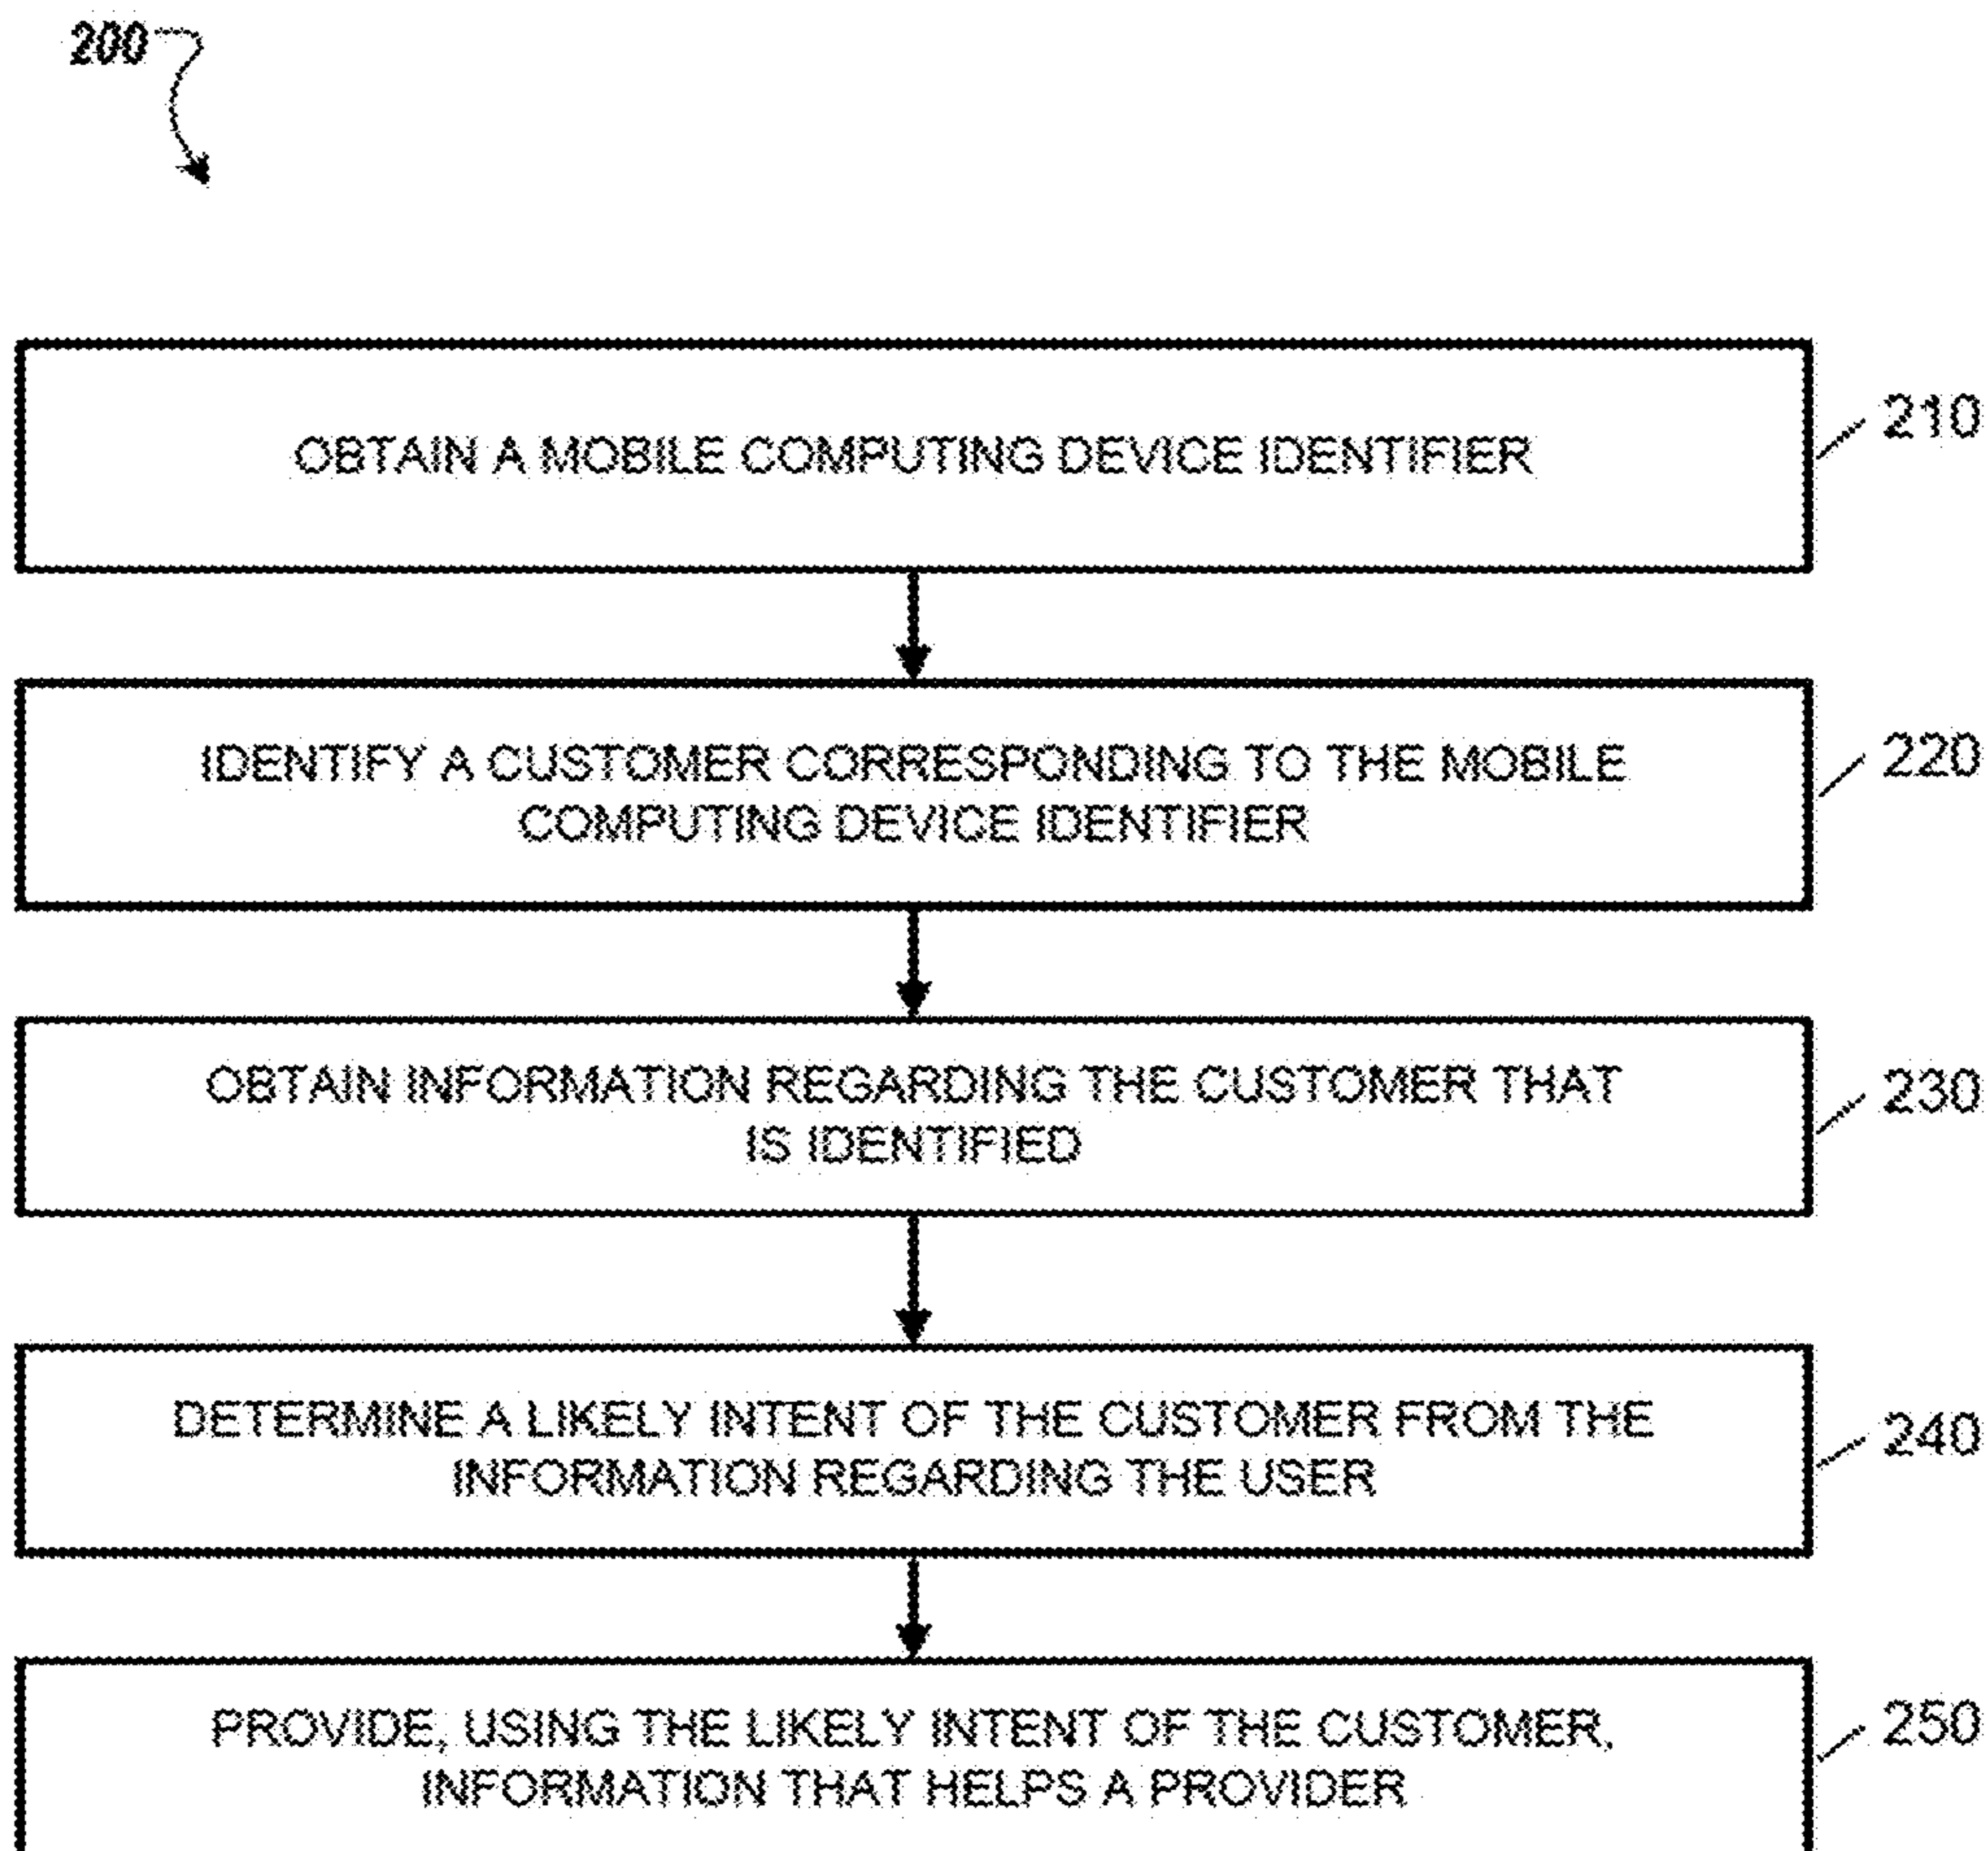 200
OBTAIN A MOBILE COMPUTING DEVICE IDENTIFIER
210
IDENTIFY A CUSTOMER CORRESPONDING TO THE MOBILE
COMPUTING DEVICE IDENTIFIER
220
OBTAIN INFORMATION REGARDING THE CUSTOMER THAT
IS IDENTIFIED
230
DETERMINE A LIKELY INTENT OF THE CUSTOMER FROM THE
INFORMATION REGARDING THE USER
240
PROVIDE, USING THE LIKELY INTENT OF THE CUSTOMER,
INFORMATION THAT HELPS A PROVIDER
250